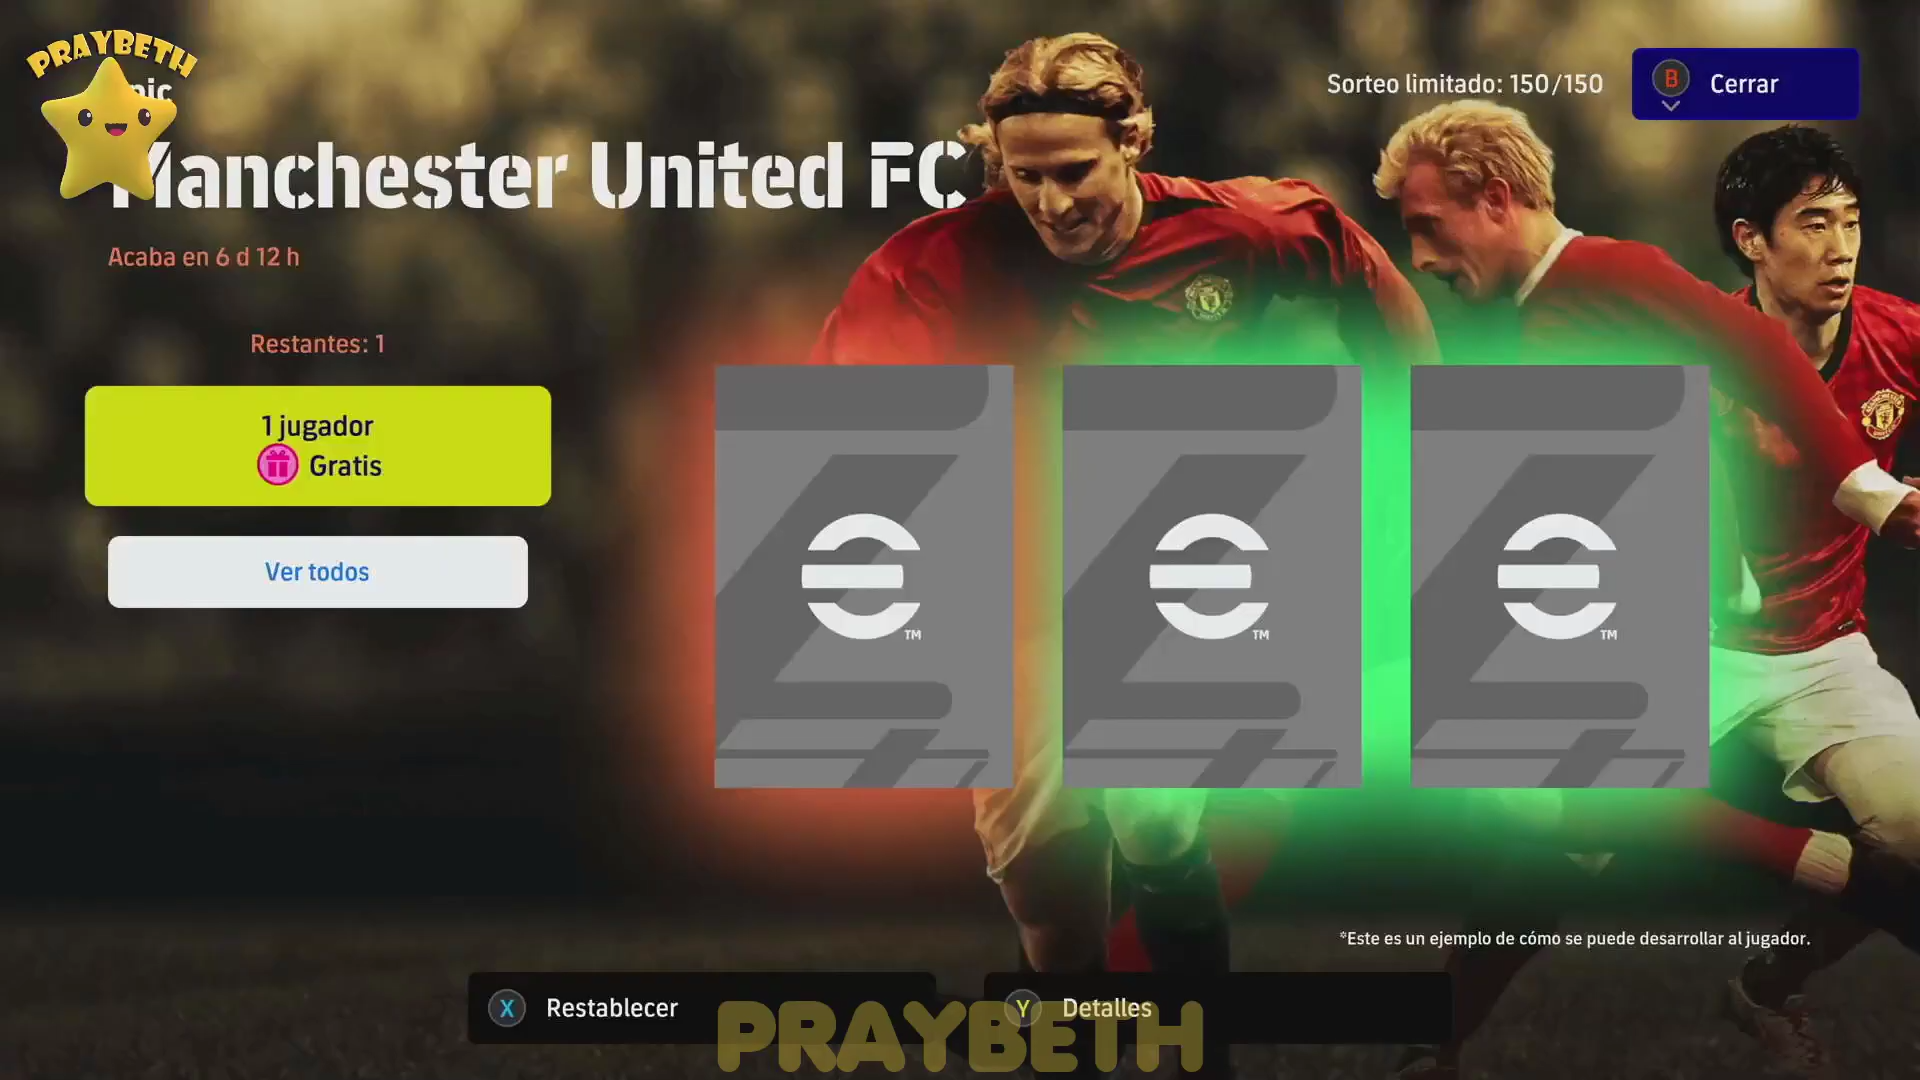 PRAYBETH
Manchester United FC
Acaba en 6 d 12 h
Restantes: 1
1 jugador
Gratis
Ver todos
Sorteo limitado: 150/150
B Cerrar
TM
TM
TM
*Este es un ejemplo de cómo se puede desarrollar al jugador.
X Restablecer
Y Detalles
PRAYBETH